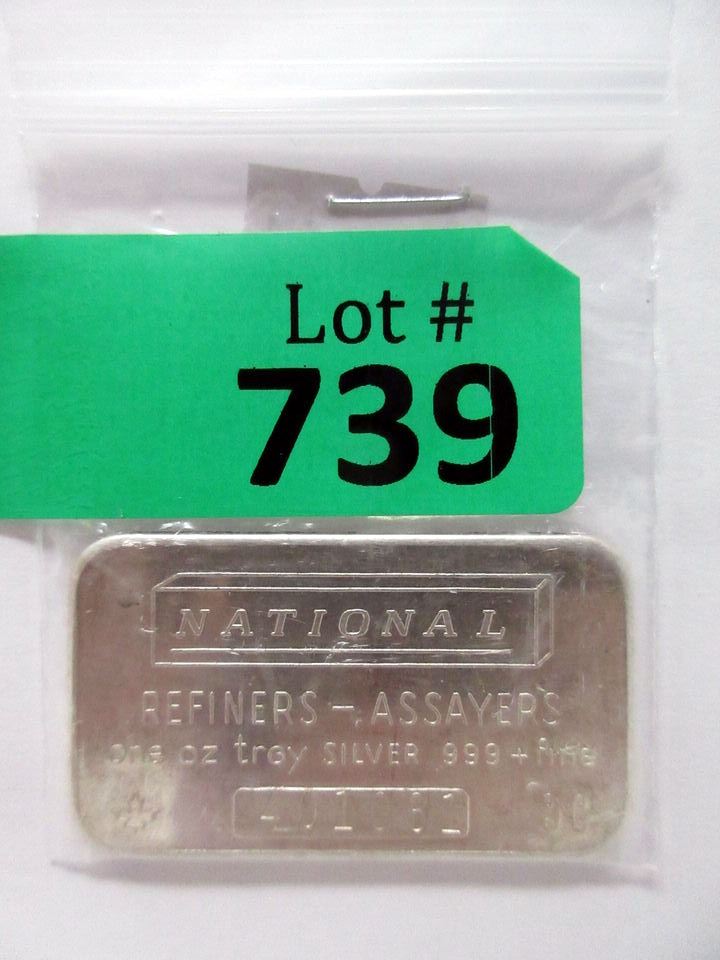 Lot #
739
NATIONAL
REFINERS – ASSAYERS
one oz troy SILVER 999 + fine